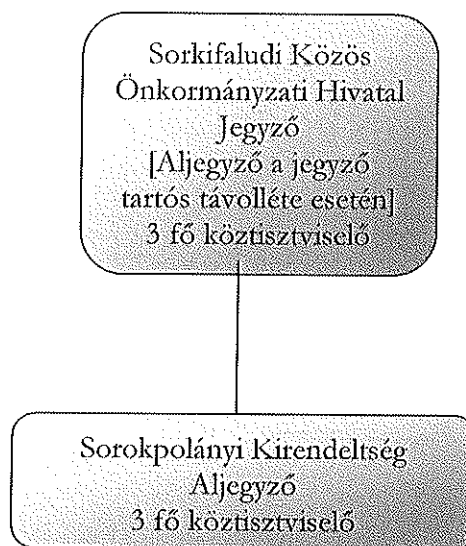 Sorkifaludi Közös
Önkormányzati Hivatal
Jegyző
[Aljegyző a jegyző
tartós távolléte esetén]
3 fő köztisztviselő
Sorokpolányi Kirendeltség
Aljegyző
3 fő köztisztviselő